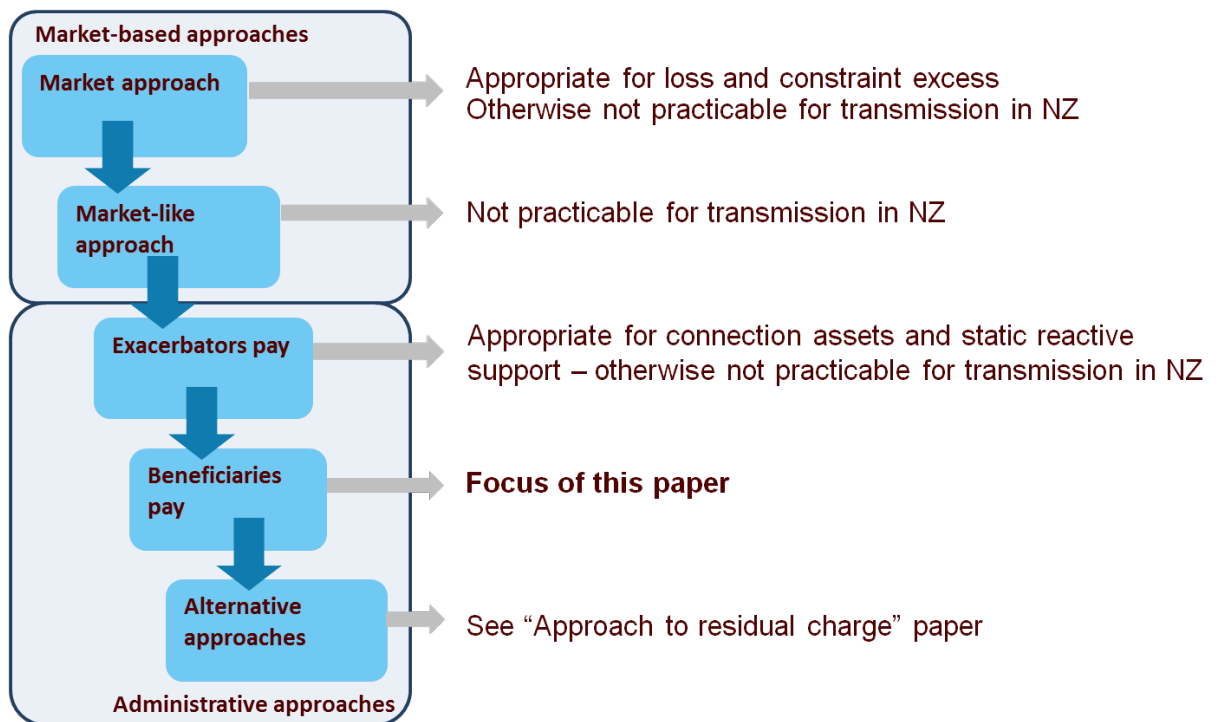 Market-based approaches
Market approach
Appropriate for loss and constraint excess
Otherwise not practicable for transmission in NZ
Market-like
approach
Not practicable for transmission in NZ
Exacerbators pay
Appropriate for connection assets and static reactive
support – otherwise not practicable for transmission in NZ
Beneficiaries
pay
Focus of this paper
Alternative
approaches
See “Approach to residual charge” paper
Administrative approaches